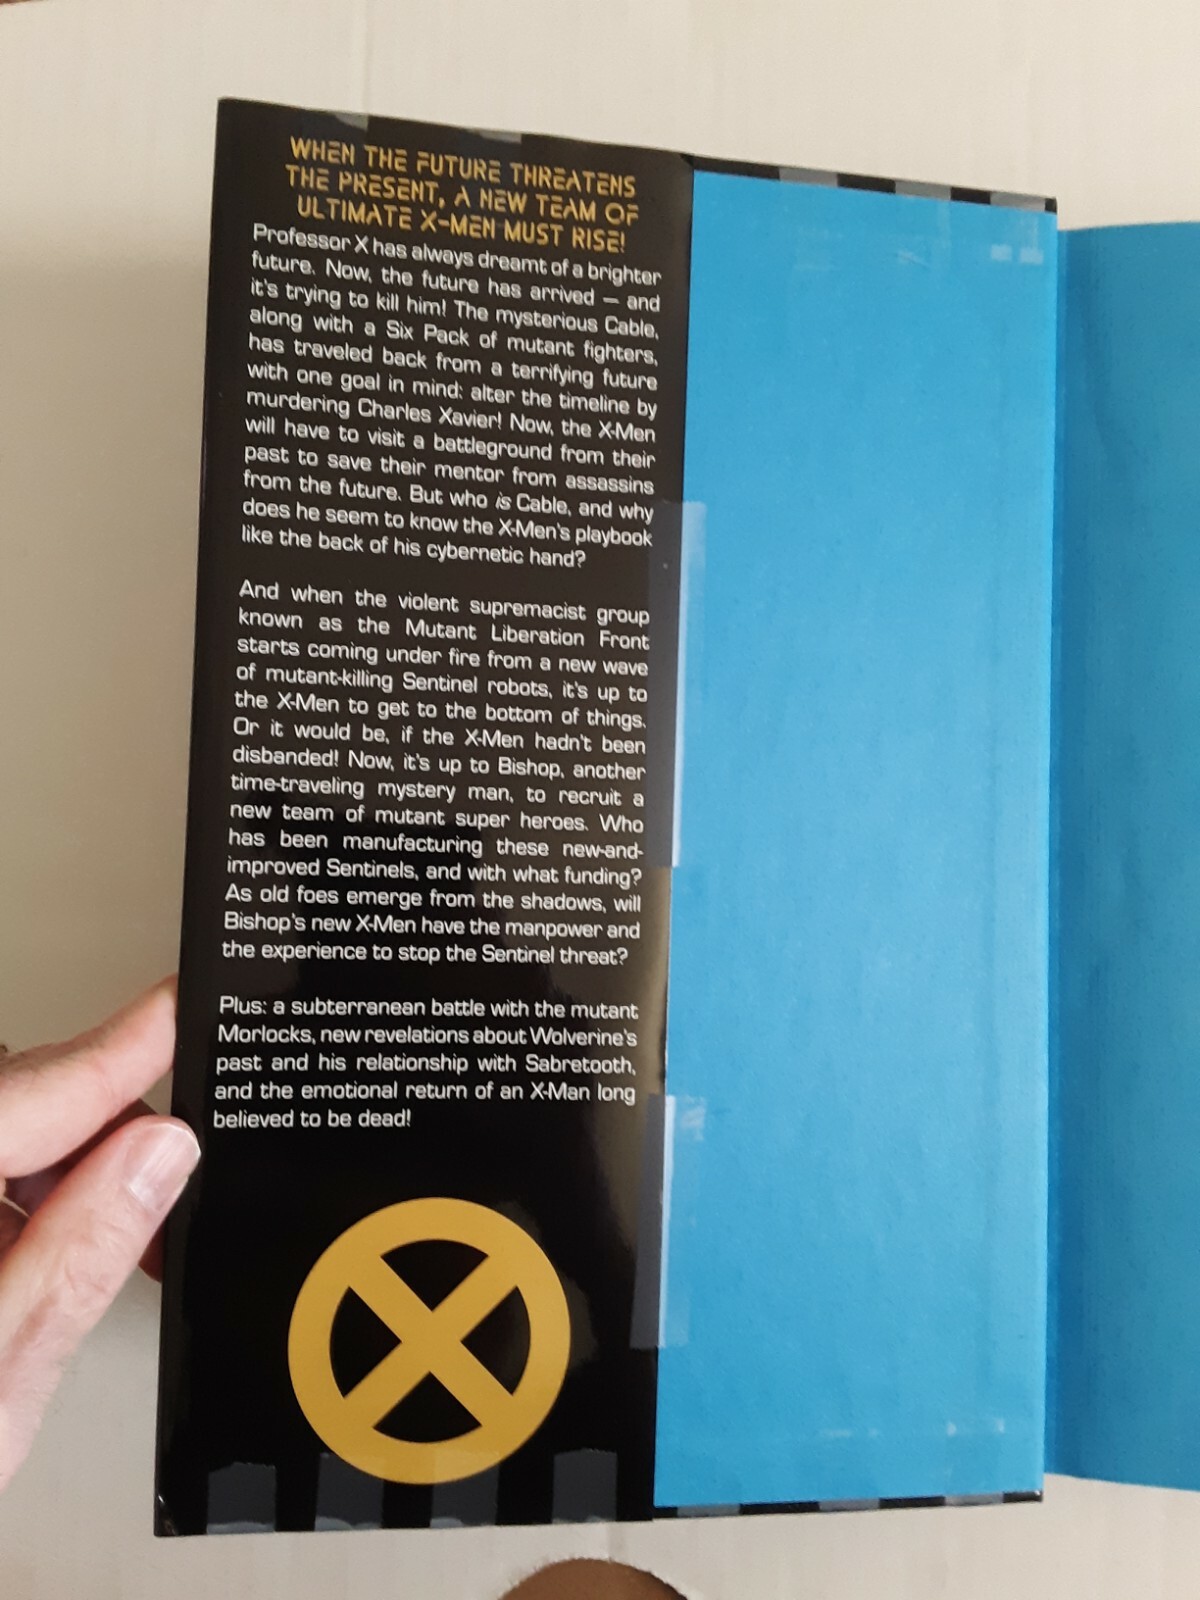 WHEN THE FUTURE THREATENS
THE PRESENT, A NEW TEAM OF
ULTIMATE X-MEN MUST RISE!
Professor X has always dreamt of a brighter
future. Now, the future has arrived — and
it's trying to kill him! The mysterious Cable,
along with a Six Pack of mutant fighters,
has traveled back from a terrifying future
with one goal in mind: alter the timeline by
murdering Charles Xavier! Now, the X-Men
will have to visit a battleground from their
past to save their mentor from assassins
from the future. But who is Cable, and why
does he seem to know the X-Men's playbook
like the back of his cybernetic hand?
And when the violent supremacist group
known as the Mutant Liberation Front
starts coming under fire from a new wave
of mutant-killing Sentinel robots, it's up to
the X-Men to get to the bottom of things.
Or it would be, if the X-Men hadn't been
disbanded! Now, it's up to Bishop, another
time-traveling mystery man, to recruit a
new team of mutant super heroes. Who
has been manufacturing these new-and-
improved Sentinels, and with what funding?
As old foes emerge from the shadows, will
Bishop's new X-Men have the manpower and
the experience to stop the Sentinel threat?
Plus: a subterranean battle with the mutant
Morlocks, new revelations about Wolverine's
past and his relationship with Sabretooth,
and the emotional return of an X-Man long
believed to be dead!